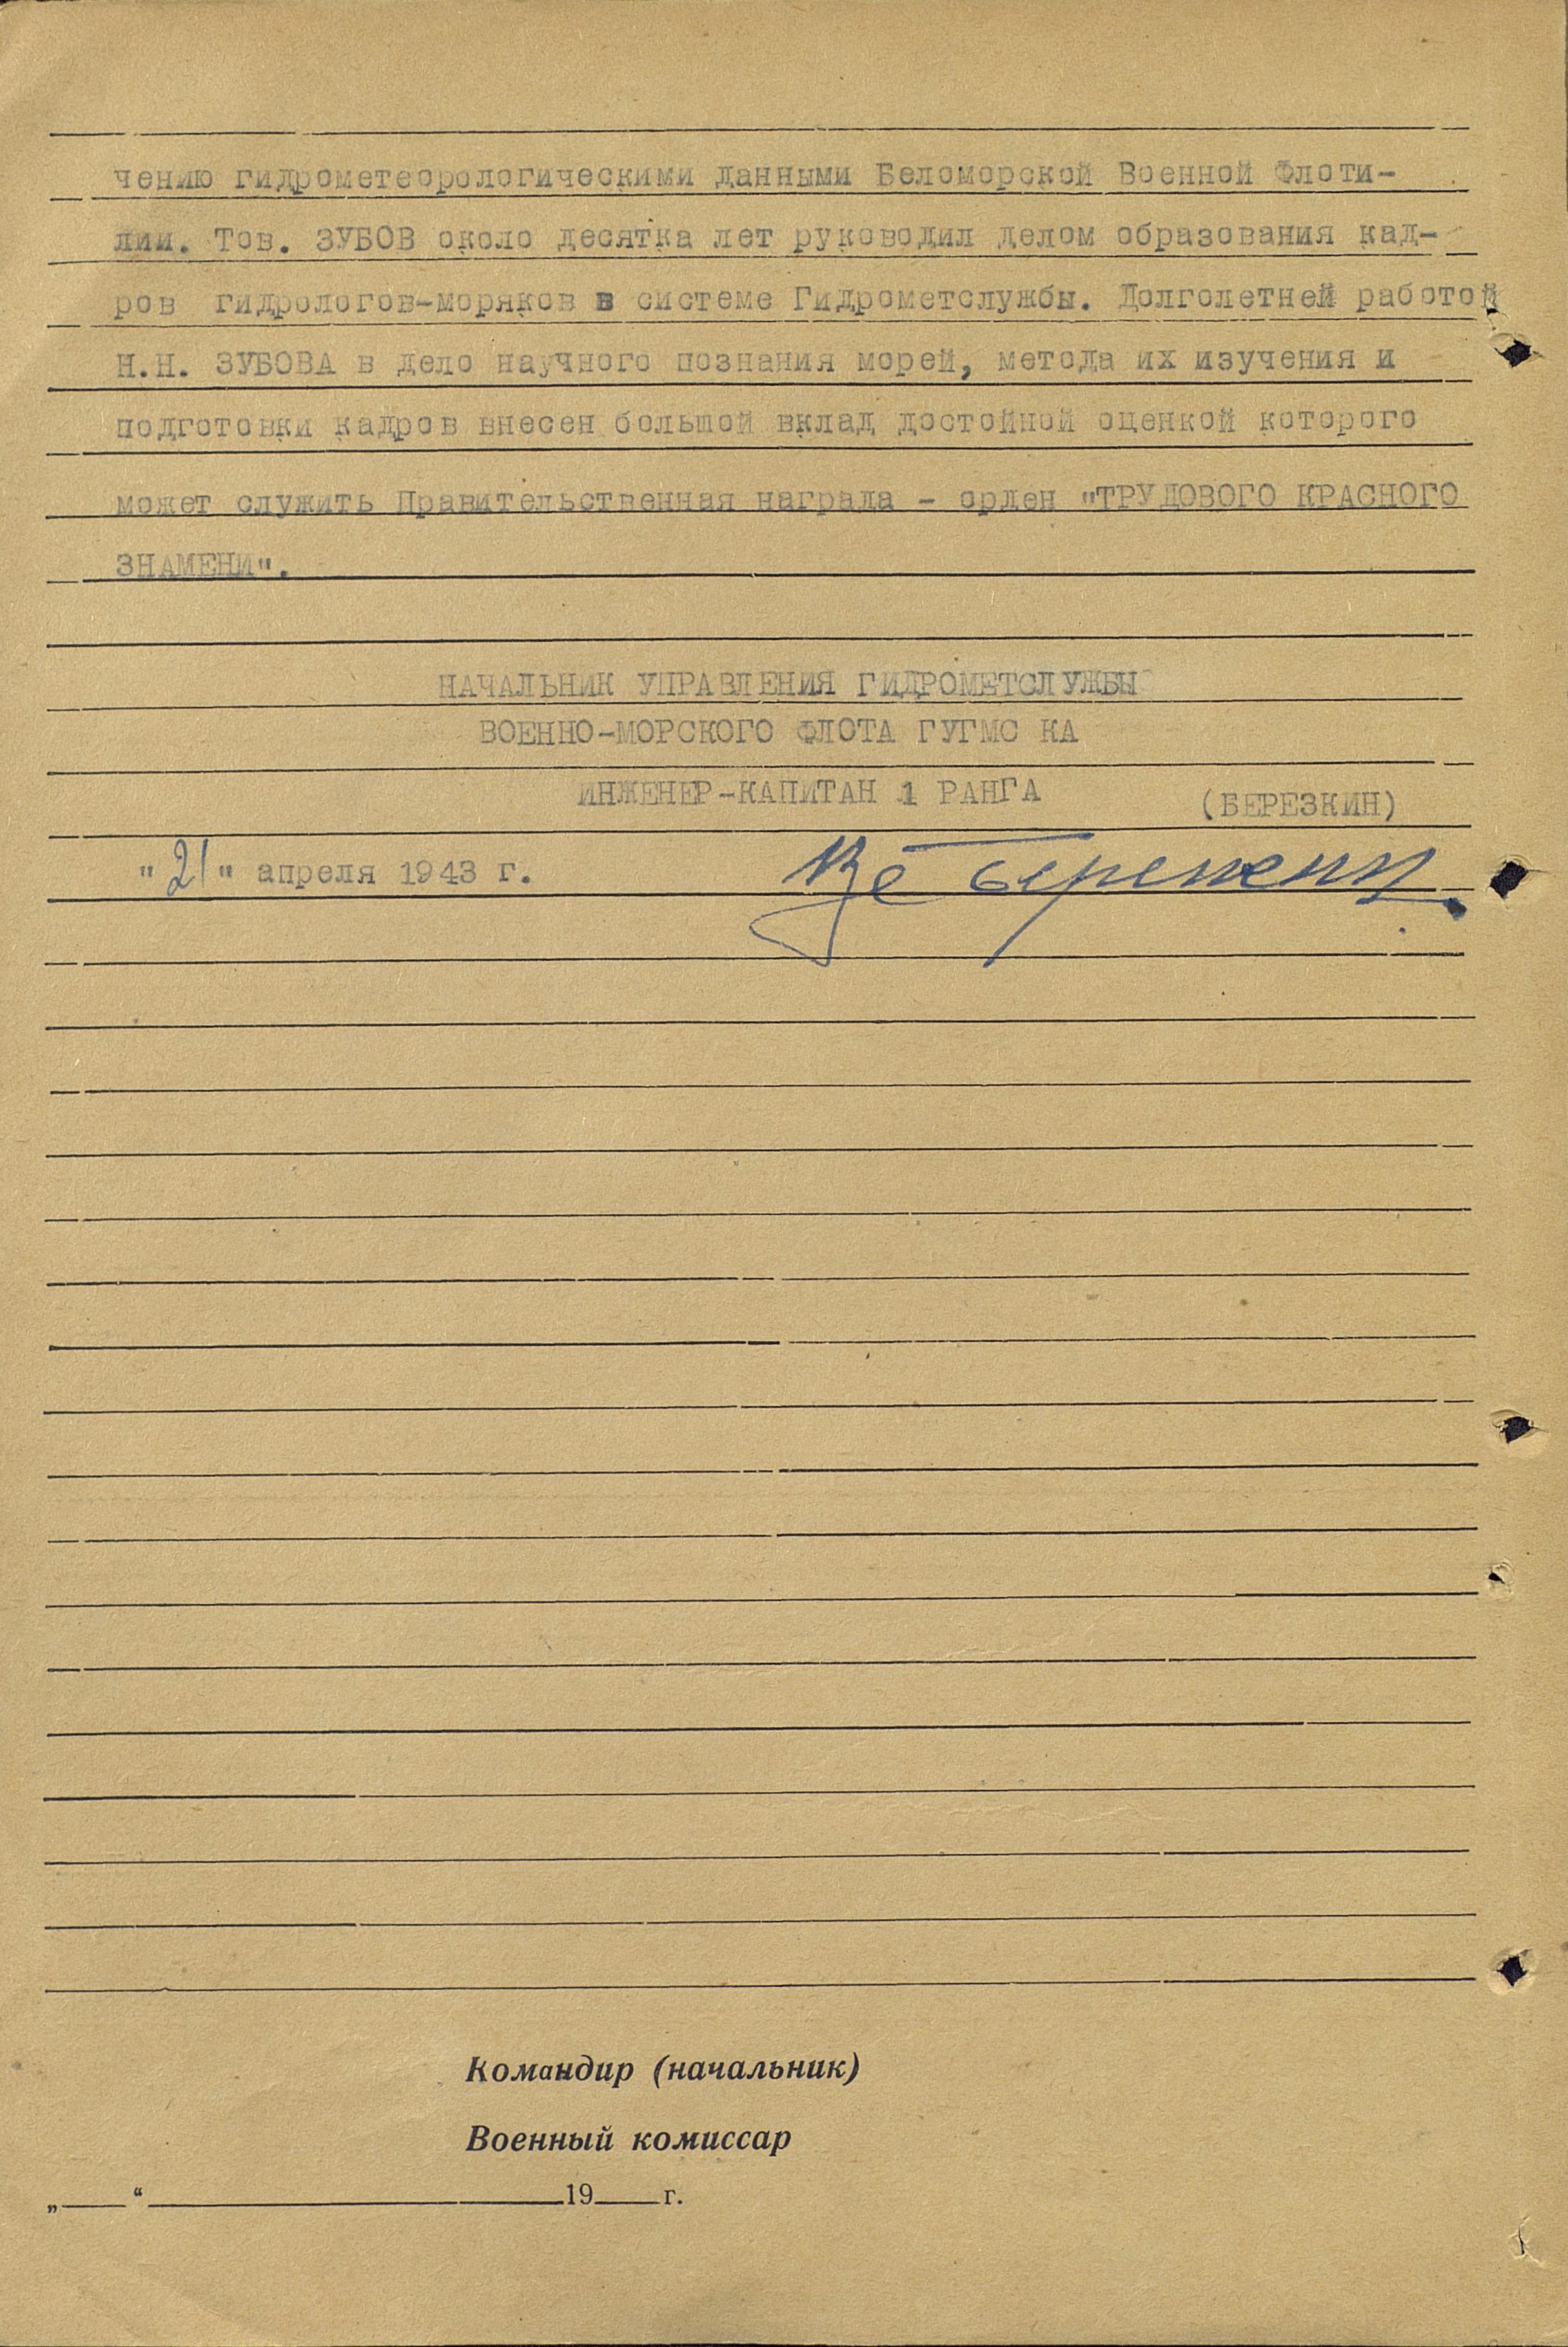 чению гидрометеорологическими данными Беломорской Военной Флоти-
лии. Тов. ЗУБОВ около десятка лет руководил делом образования кад-
ров гидрологов-моряков в системе Гидрометслужбы. Долголетней работой
Н.Н. ЗУБОВА в дело научного познания морей, метода их изучения и
подготовки кадров внесен большой вклад достойной оценкой которого
может служить Правительственная награда - орден "ТРУДОВОГО КРАСНОГО
ЗНАМЕНИ".
НАЧАЛЬНИК УПРАВЛЕНИЯ ГИДРОМЕТСЛУЖБЫ
ВОЕННО-МОРСКОГО ФЛОТА ГУГМС КА
ИНЖЕНЕР-КАПИТАН 1 РАНГА (БЕРЕЗКИН)
"21" апреля 1943 г.
Командир (начальник)
Военный комиссар
„ “ 19 г.